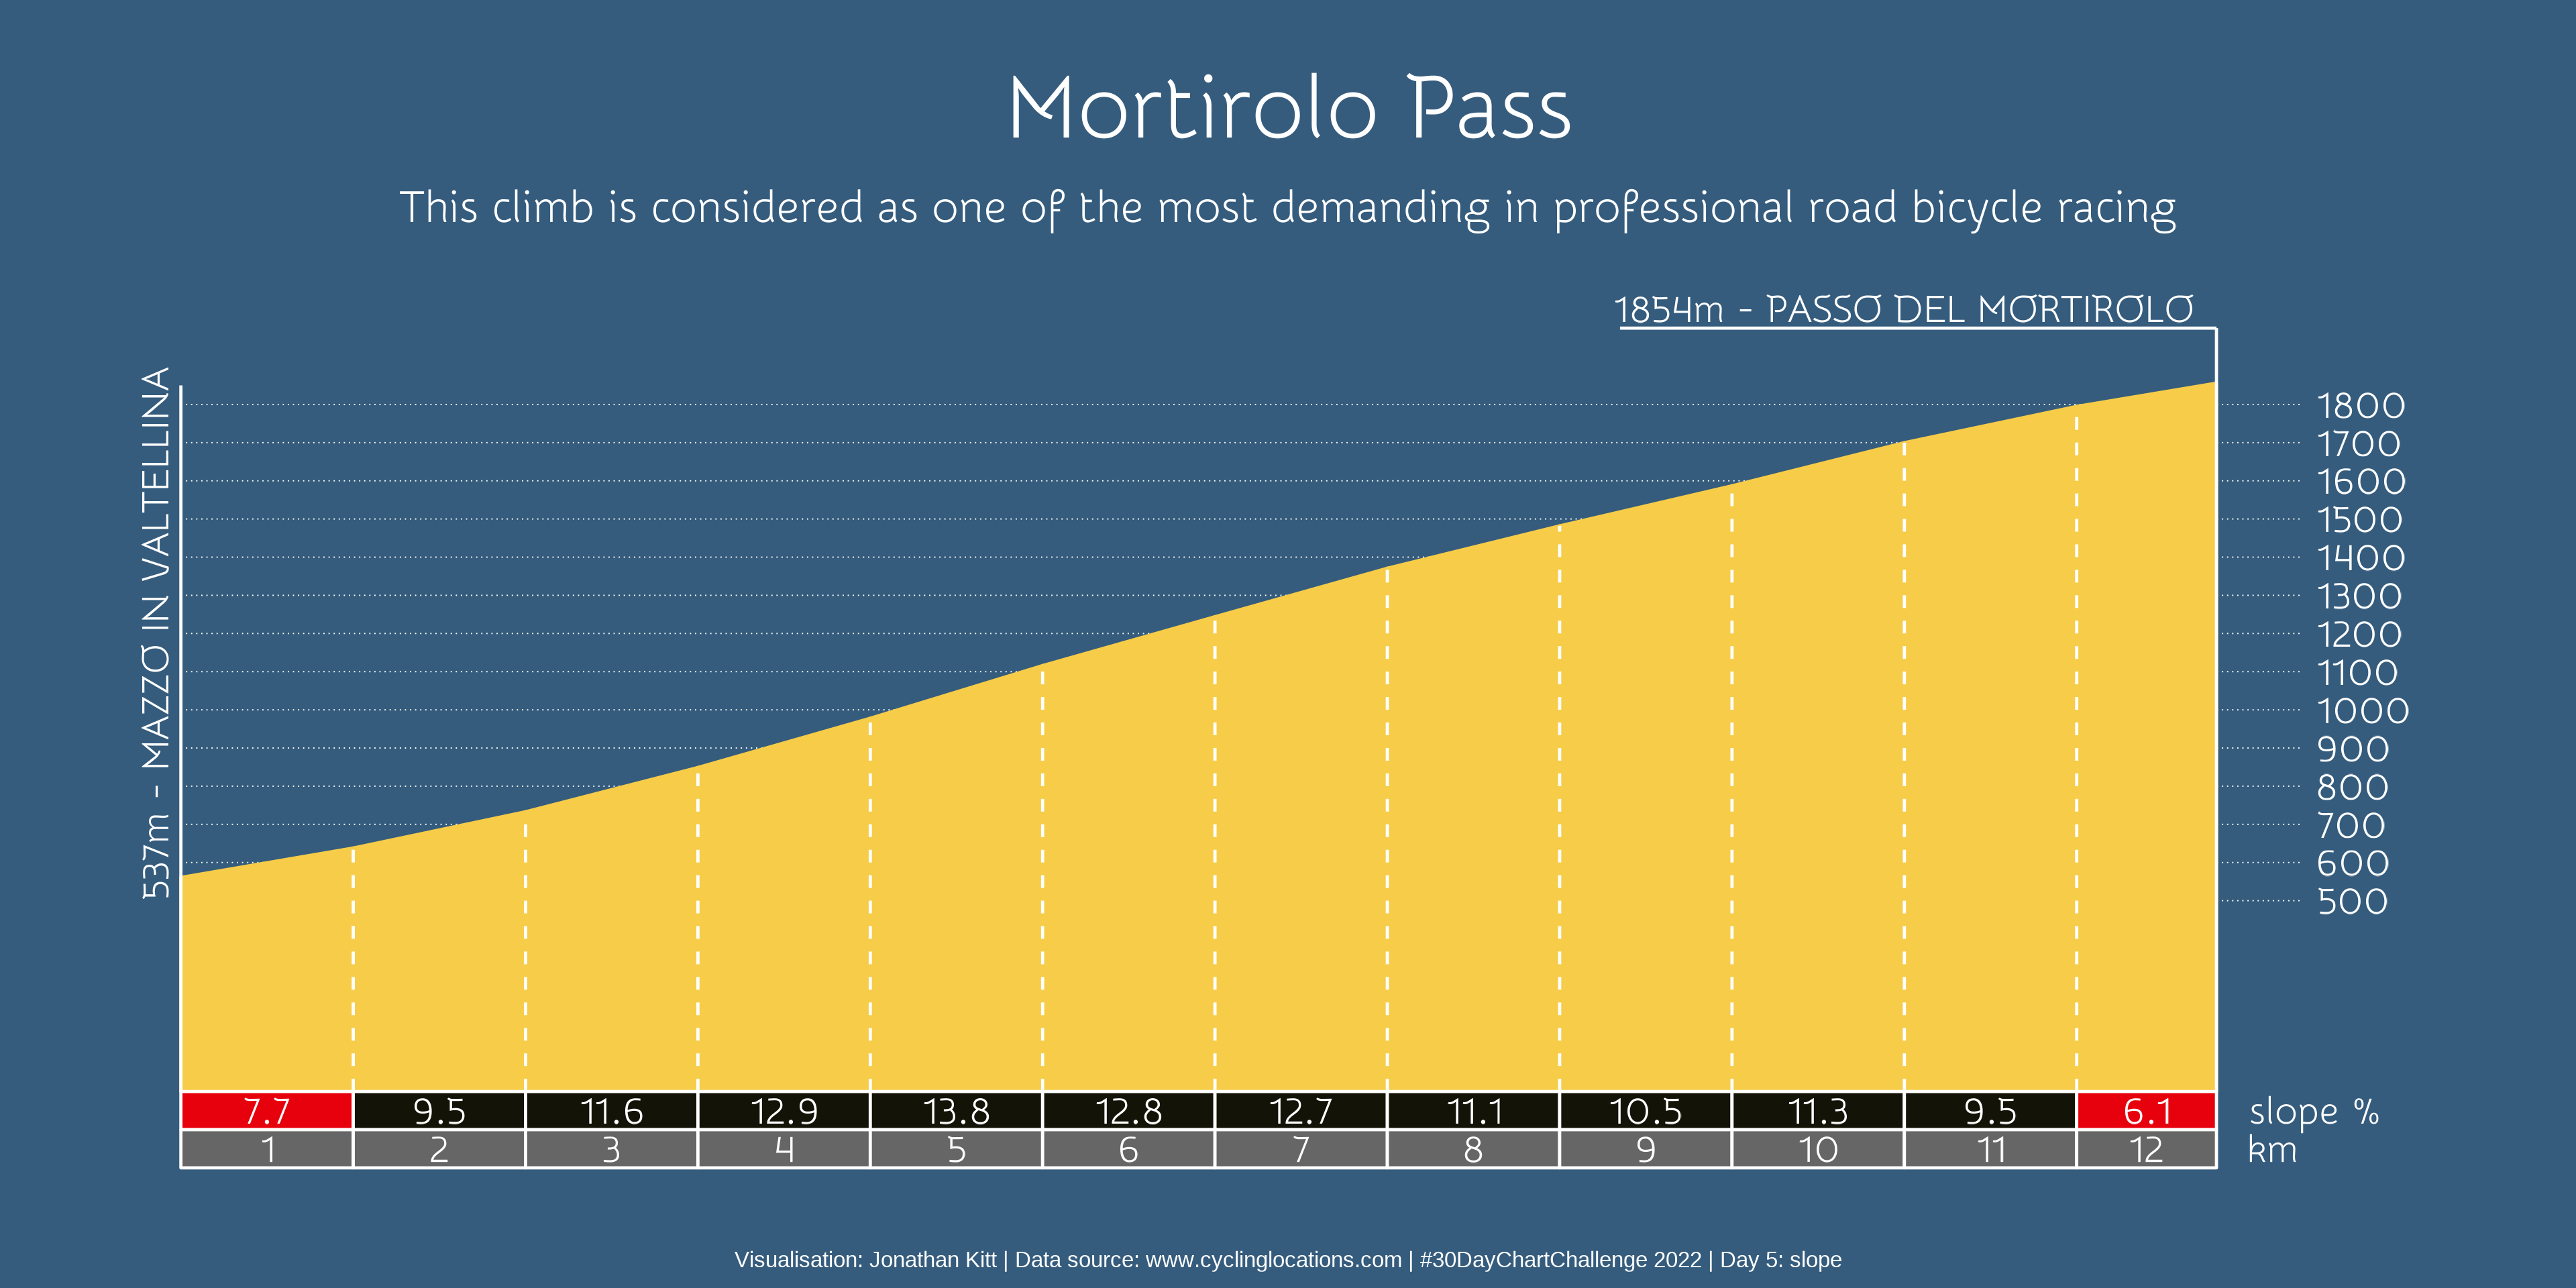 Mortirolo Pass
This climb is considered as one of the most demanding in professional road bicycle racing
1854m - PASSO DEL MORTIROLO
537m - MAZZO IN VALTELLINA
1800
1700
1600
1500
1400
1300
1200
1100
1000
900
800
700
600
500
7.7 9.5 11.6 12.9 13.8 12.8 12.7 11.1 10.5 11.3 9.5 6.1 slope %
1 2 3 4 5 6 7 8 9 10 11 12 km
Visualisation: Jonathan Kitt | Data source: www.cyclinglocations.com | #30DayChartChallenge 2022 | Day 5: slope